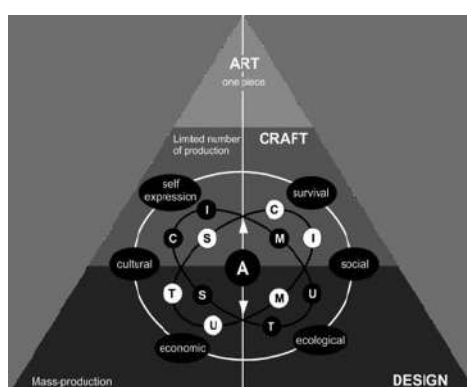 ART
one piece
Limited number
of production
CRAFT
self
expression
survival
I
C
C
S
M
I
cultural
A
social
T
S
M
U
U
T
economic
ecological
Mass-production
DESIGN